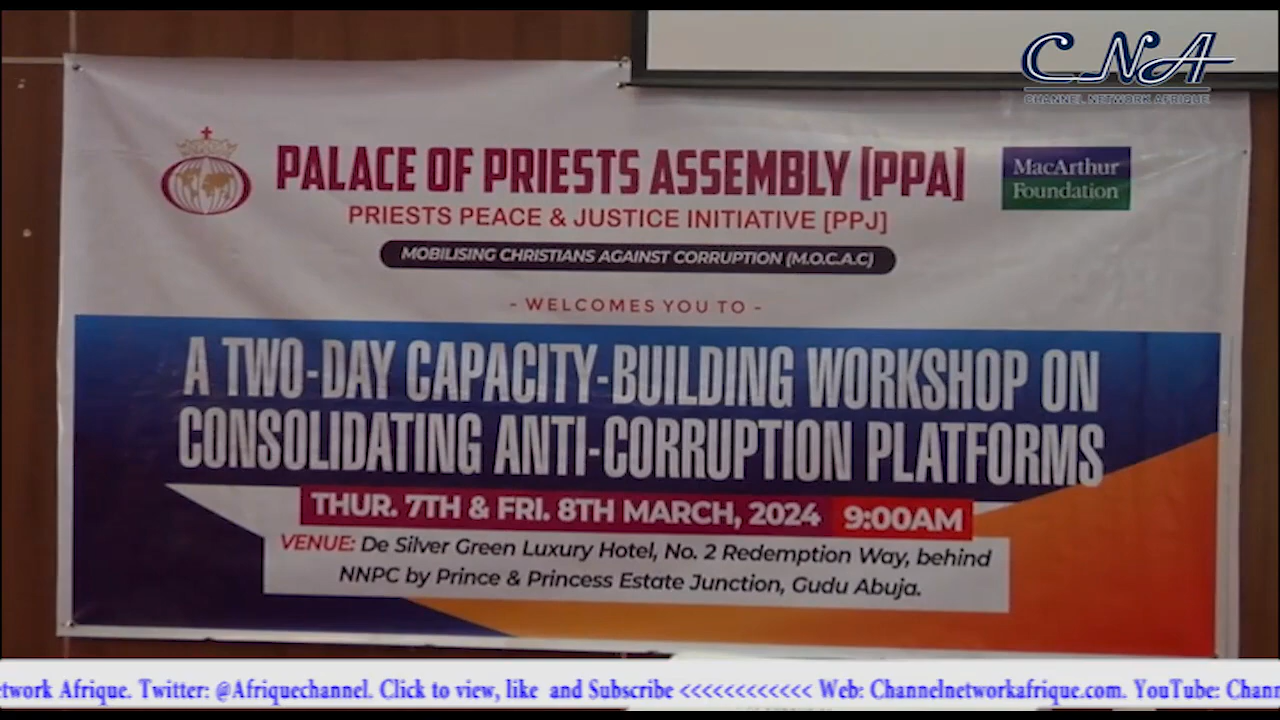 CNA
CHANNEL NETWORK AFRIQUE
PALACE OF PRIESTS ASSEMBLY [PPA]
PRIESTS PEACE & JUSTICE INITIATIVE [PPJ]
MOBILISING CHRISTIANS AGAINST CORRUPTION (M.O.C.A.C)
MacArthur
Foundation
- WELCOMES YOU TO -
A TWO-DAY CAPACITY-BUILDING WORKSHOP ON
CONSOLIDATING ANTI-CORRUPTION PLATFORMS
THUR. 7TH & FRI. 8TH MARCH, 2024 9:00AM
VENUE: De Silver Green Luxury Hotel, No. 2 Redemption Way, behind
NNPC by Prince & Princess Estate Junction, Gudu Abuja.
etwork Afrique. Twitter: @Afriquechannel. Click to view, like and Subscribe <<<<<<<<<<<<< Web: Channelnetworkafrique.com. YouTube: Chann